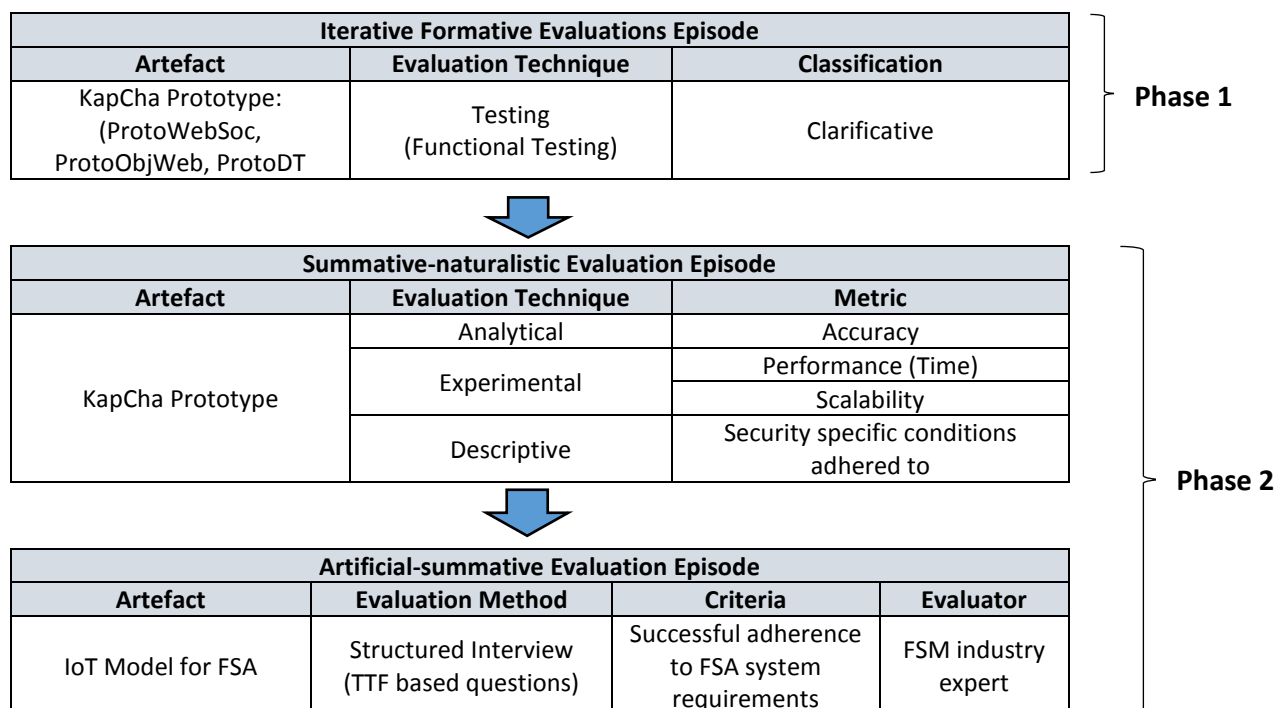 Iterative Formative Evaluations Episode
Artefact Evaluation Technique Classification
KapCha Prototype:
(ProtoWebSoc,
ProtoObjWeb, ProtoDT
Testing
(Functional Testing)
Clarificative
Phase 1
Summative-naturalistic Evaluation Episode
Artefact Evaluation Technique Metric
KapCha Prototype
Analytical
Accuracy
Experimental
Performance (Time)
Scalability
Descriptive
Security specific conditions
adhered to
Phase 2
Artificial-summative Evaluation Episode
Artefact Evaluation Method Criteria Evaluator
IoT Model for FSA
Structured Interview
(TTF based questions)
Successful adherence
to FSA system
requirements
FSM industry
expert